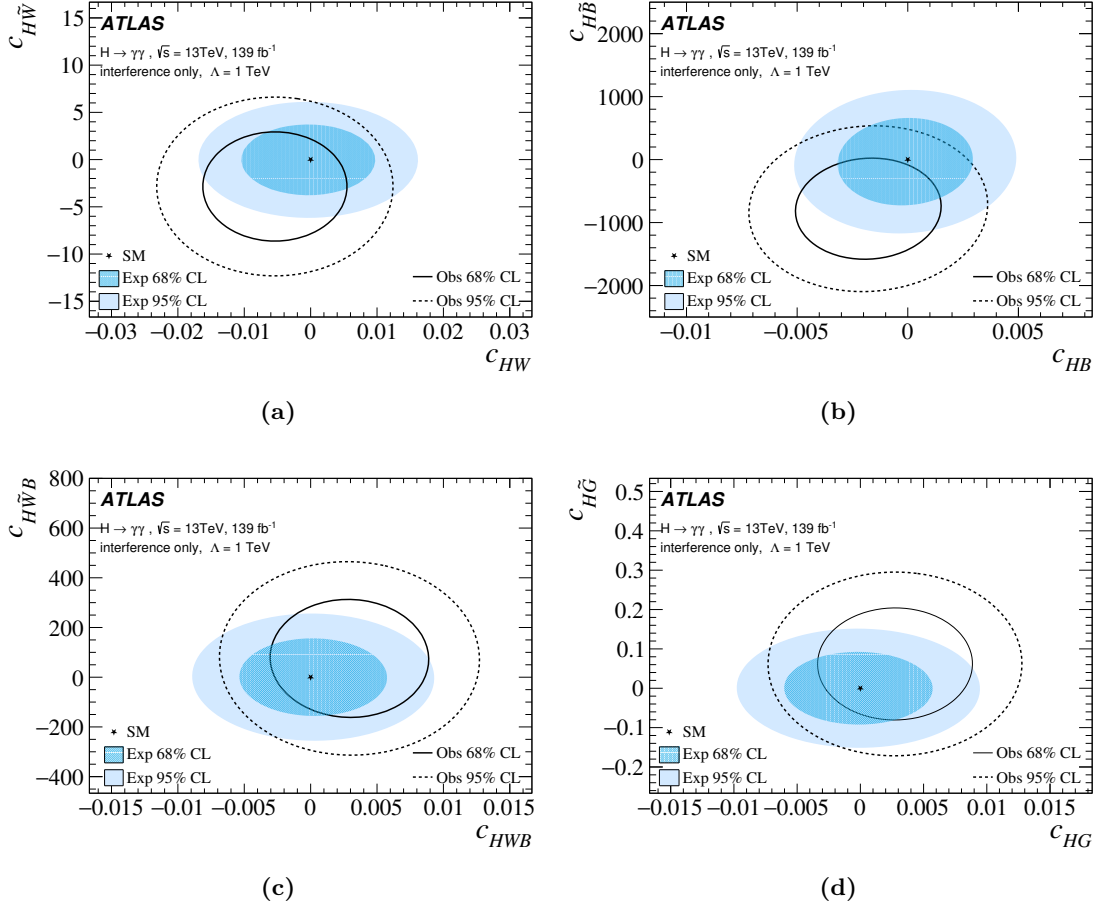 c_{H\tilde{W}}
15
10
5
0
−5
−10
−15
ATLAS
H → γγ , √s = 13TeV, 139 fb⁻¹
interference only, Λ = 1 TeV
SM
Exp 68% CL
Exp 95% CL
Obs 68% CL
Obs 95% CL
−0.03 −0.02 −0.01 0 0.01 0.02 0.03
c_{HW}
(a)
c_{H\tilde{B}}
2000
1000
0
−1000
−2000
ATLAS
H → γγ , √s = 13TeV, 139 fb⁻¹
interference only, Λ = 1 TeV
SM
Exp 68% CL
Exp 95% CL
Obs 68% CL
Obs 95% CL
−0.01 −0.005 0 0.005
c_{HB}
(b)
c_{H\tilde{W}B}
800
600
400
200
0
−200
−400
ATLAS
H → γγ , √s = 13TeV, 139 fb⁻¹
interference only, Λ = 1 TeV
SM
Exp 68% CL
Exp 95% CL
Obs 68% CL
Obs 95% CL
−0.015 −0.01 −0.005 0 0.005 0.01 0.015
c_{HWB}
(c)
c_{H\tilde{G}}
0.5
0.4
0.3
0.2
0.1
0
−0.1
−0.2
ATLAS
H → γγ , √s = 13TeV, 139 fb⁻¹
interference only, Λ = 1 TeV
SM
Exp 68% CL
Exp 95% CL
Obs 68% CL
Obs 95% CL
−0.015 −0.01 −0.005 0 0.005 0.01 0.015
c_{HG}
(d)